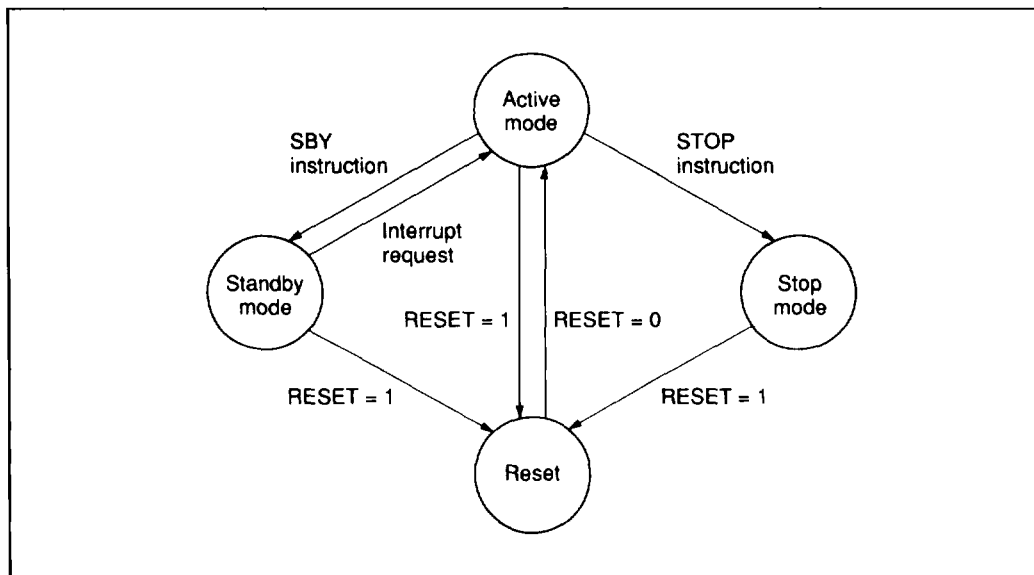 Active
mode
SBY
instruction
STOP
instruction
Interrupt
request
Standby
mode
Stop
mode
RESET = 1
RESET = 0
RESET = 1
RESET = 1
Reset